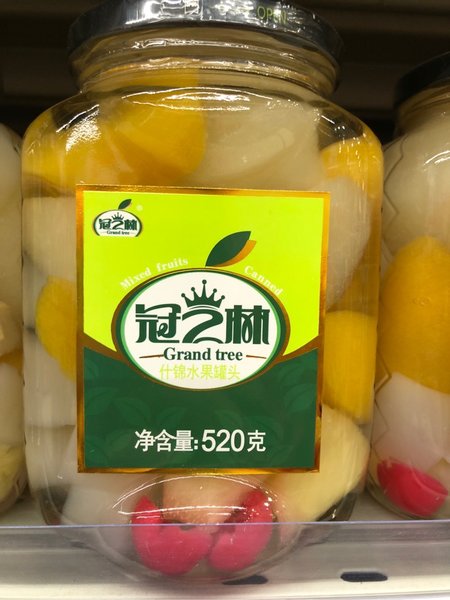 OPEN
冠之林®
Grand tree
Mixed fruits Canned
冠之林
Grand tree
什锦水果罐头
净含量:520克